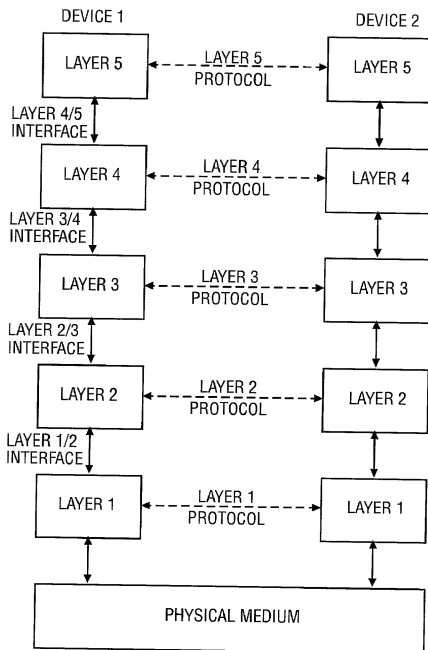 DEVICE 1
DEVICE 2
LAYER 5
LAYER 5
PROTOCOL
LAYER 5
LAYER 4/5
INTERFACE
LAYER 4
LAYER 4
PROTOCOL
LAYER 4
LAYER 3/4
INTERFACE
LAYER 3
LAYER 3
PROTOCOL
LAYER 3
LAYER 2/3
INTERFACE
LAYER 2
LAYER 2
PROTOCOL
LAYER 2
LAYER 1/2
INTERFACE
LAYER 1
LAYER 1
PROTOCOL
LAYER 1
PHYSICAL MEDIUM